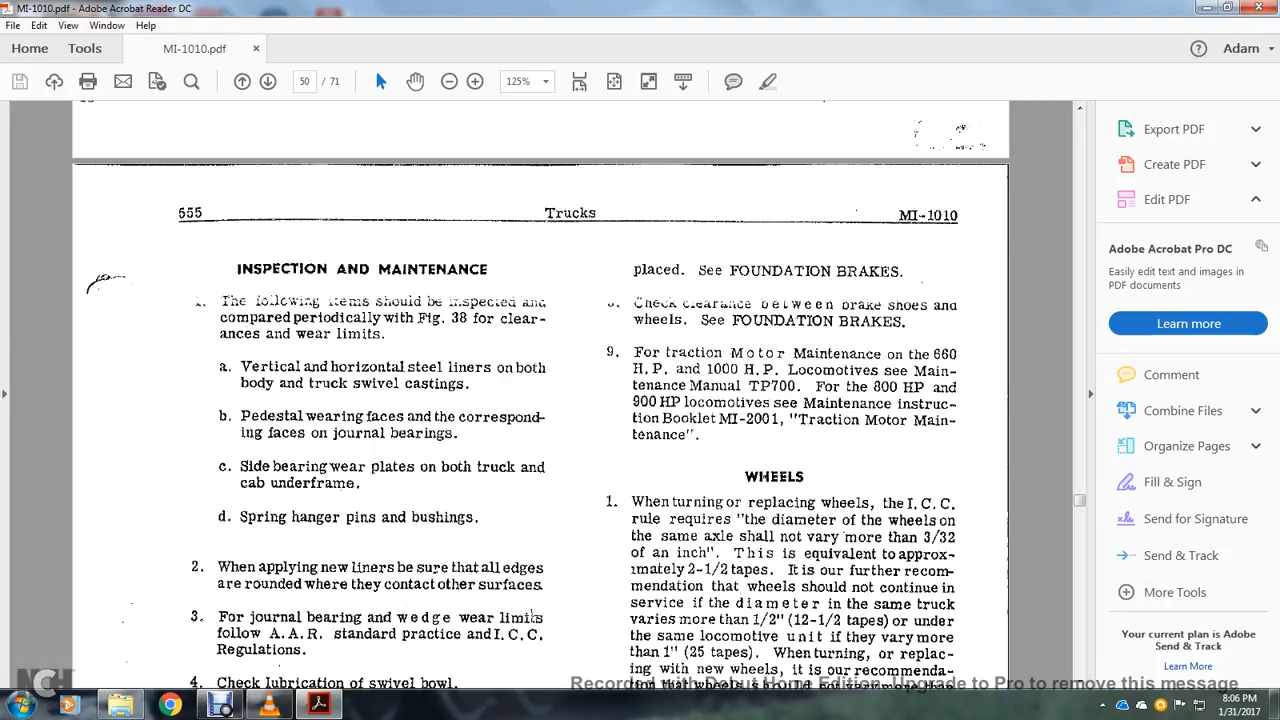 MI-1010.pdf - Adobe Acrobat Reader DC
File Edit View Window Help
Home Tools MI-1010.pdf × Adam
50 / 71 125%
555 Trucks MI-1010
INSPECTION AND MAINTENANCE
1. The following items should be inspected and
compared periodically with Fig. 38 for clear-
ances and wear limits.
a. Vertical and horizontal steel liners on both
body and truck swivel castings.
b. Pedestal wearing faces and the correspond-
ing faces on journal bearings.
c. Side bearing wear plates on both truck and
cab underframe.
d. Spring hanger pins and bushings.
2. When applying new liners be sure that all edges
are rounded where they contact other surfaces.
3. For journal bearing and wedge wear limits
follow A.A.R. standard practice and I.C.C.
Regulations.
4. Check lubrication of swivel bowl.
placed. See FOUNDATION BRAKES.
Check clearance between brake shoes and
wheels. See FOUNDATION BRAKES.
9. For traction Motor Maintenance on the 660
H.P. and 1000 H.P. Locomotives see Main-
tenance Manual TP700. For the 800 HP and
900 HP locomotives see Maintenance instruc-
tion Booklet MI-2001, "Traction Motor Main-
tenance".
WHEELS
1. When turning or replacing wheels, the I.C.C.
rule requires "the diameter of the wheels on
the same axle shall not vary more than 3/32
of an inch". This is equivalent to approx-
imately 2-1/2 tapes. It is our further recom-
mendation that wheels should not continue in
service if the diameter in the same truck
varies more than 1/2" (12-1/2 tapes) or under
the same locomotive unit if they vary more
than 1" (25 tapes). When turning, or replac-
ing with new wheels, it is our recommenda-
Export PDF
Create PDF
Edit PDF
Adobe Acrobat Pro DC
Easily edit text and images in
PDF documents
Learn more
Comment
Combine Files
Organize Pages
Fill & Sign
Send for Signature
Send & Track
More Tools
Your current plan is Adobe
Send & Track
Learn More
NCH
Recorded with Debut Home Edition. Upgrade to Pro to remove this message
8:06 PM
1/31/2017